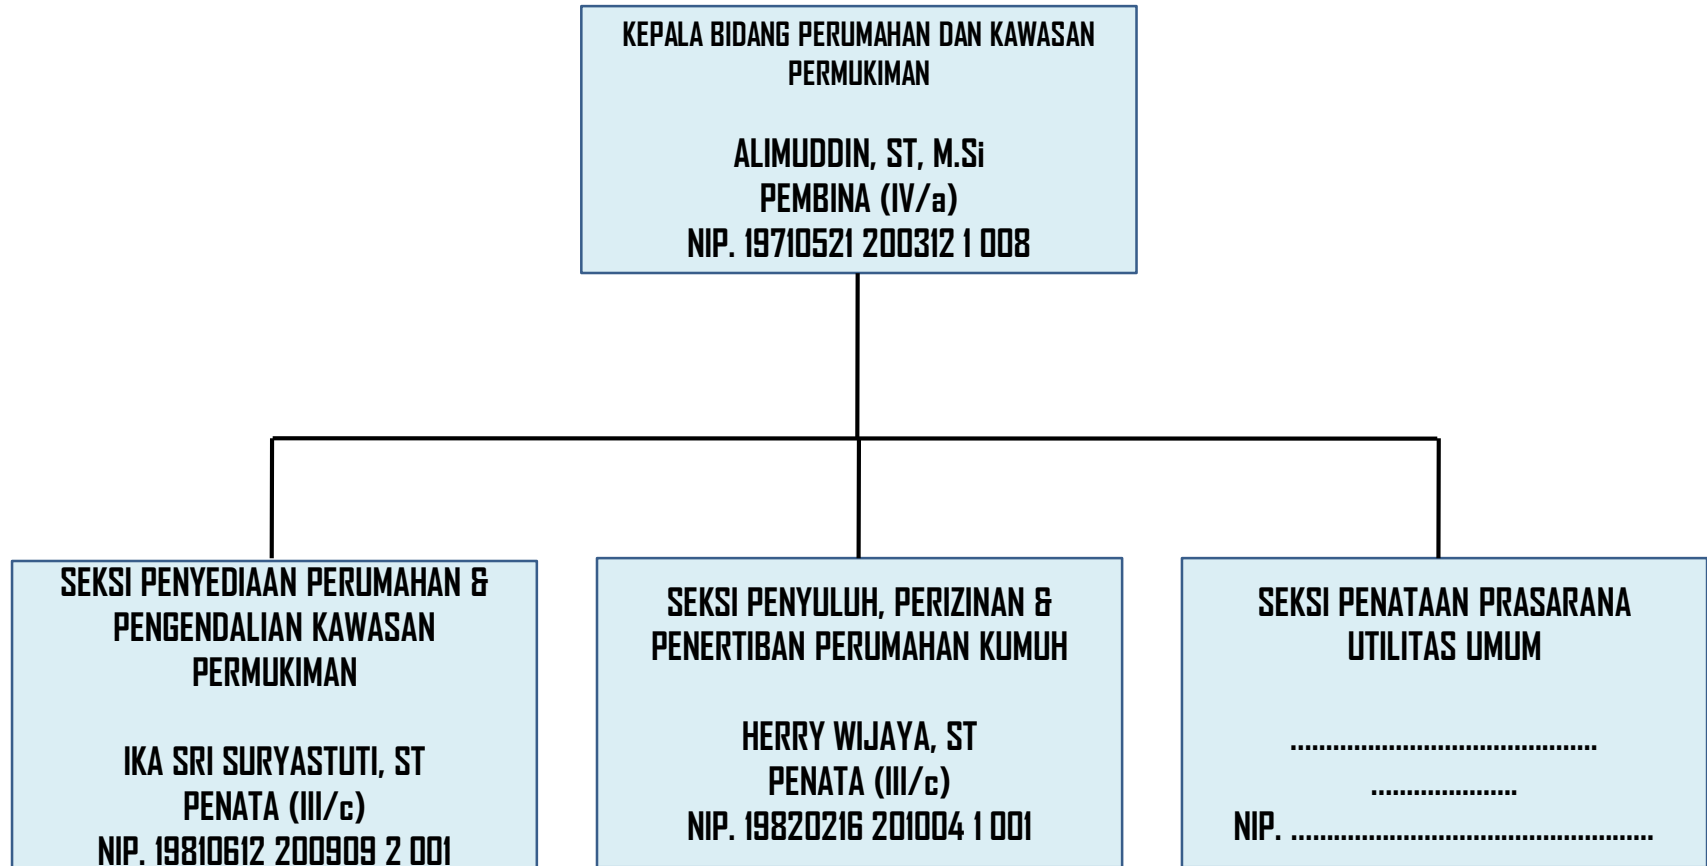 KEPALA BIDANG PERUMAHAN DAN KAWASAN
PERMUKIMAN
ALIMUDDIN, ST, M.Si
PEMBINA (IV/a)
NIP. 19710521 200312 1 008
SEKSI PENYEDIAAN PERUMAHAN &
PENGENDALIAN KAWASAN
PERMUKIMAN
IKA SRI SURYASTUTI, ST
PENATA (III/c)
NIP. 19810612 200909 2 001
SEKSI PENYULUH, PERIZINAN &
PENERTIBAN PERUMAHAN KUMUH
HERRY WIJAYA, ST
PENATA (III/c)
NIP. 19820216 201004 1 001
SEKSI PENATAAN PRASARANA
UTILITAS UMUM
............................................
.....................
NIP. ....................................................